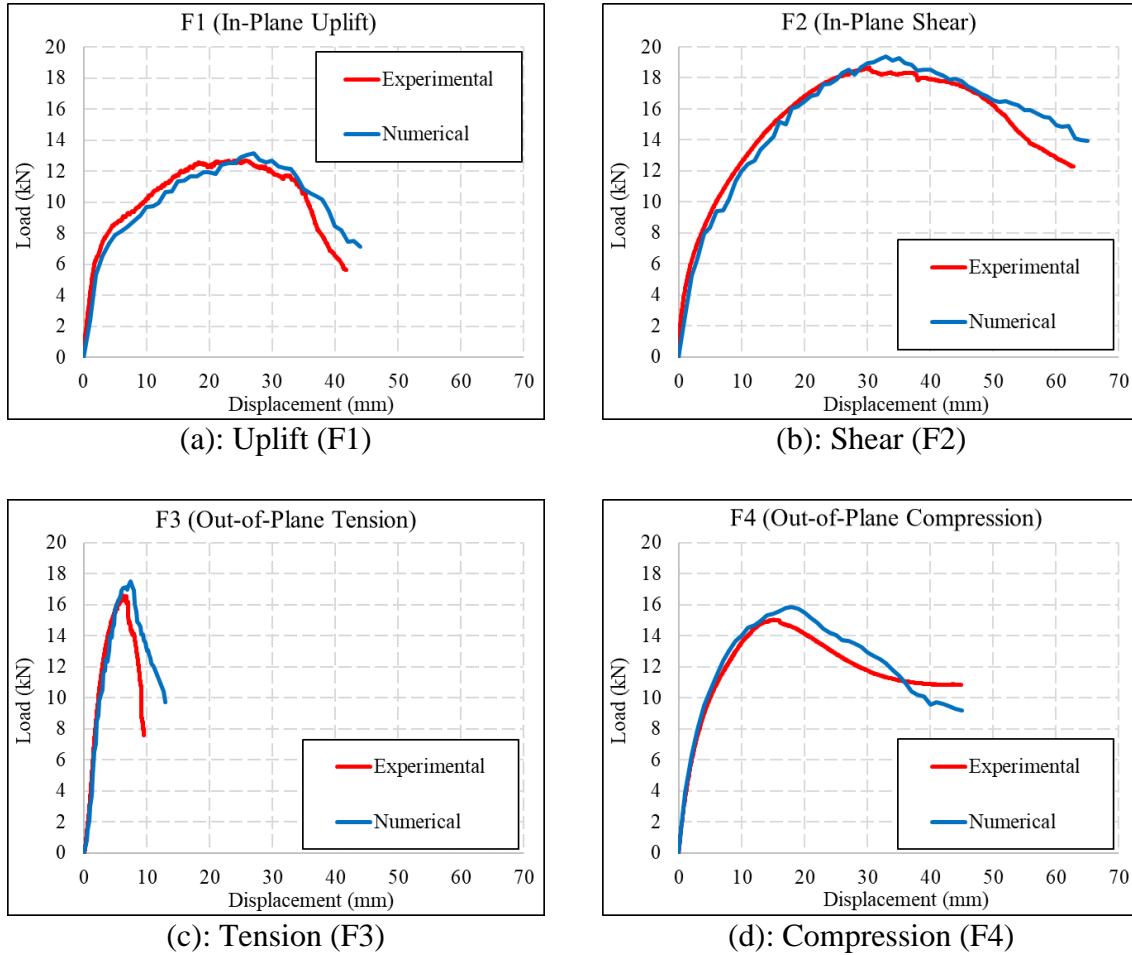 F1 (In-Plane Uplift)
20
18
16
14
12
10
8
6
4
2
0
Load (kN)
0 10 20 30 40 50 60 70
Displacement (mm)
Experimental
Numerical
(a): Uplift (F1)
F2 (In-Plane Shear)
20
18
16
14
12
10
8
6
4
2
0
Load (kN)
0 10 20 30 40 50 60 70
Displacement (mm)
Experimental
Numerical
(b): Shear (F2)
F3 (Out-of-Plane Tension)
20
18
16
14
12
10
8
6
4
2
0
Load (kN)
0 10 20 30 40 50 60 70
Displacement (mm)
Experimental
Numerical
(c): Tension (F3)
F4 (Out-of-Plane Compression)
20
18
16
14
12
10
8
6
4
2
0
Load (kN)
0 10 20 30 40 50 60 70
Displacement (mm)
Experimental
Numerical
(d): Compression (F4)